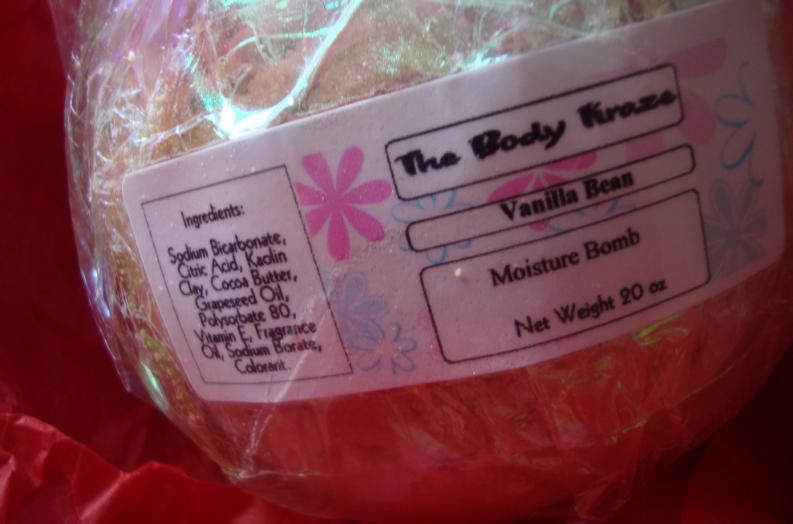 Ingredients:
Sodium Bicarbonate,
Citric Acid, Kaolin
Clay, Cocoa Butter,
Grapeseed Oil,
Polysorbate 80,
Vitamin E, Fragrance
Oil, Sodium Borate,
Colorant.
The Body Kraze
Vanilla Bean
Moisture Bomb
Net Weight 20 oz